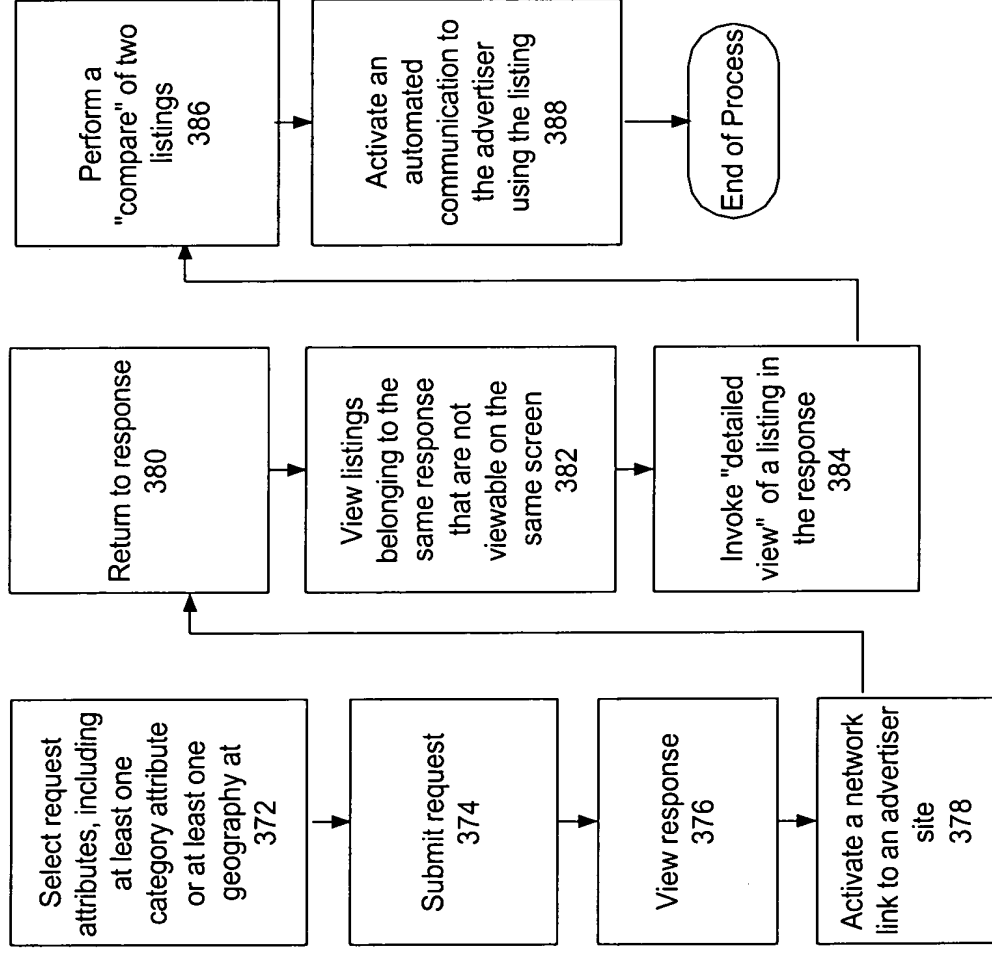 Select request
attributes, including
at least one
category attribute
or at least one
geography at
372
Submit request
374
View response
376
Activate a network
link to an advertiser
site
378
Return to response
380
View listings
belonging to the
same response
that are not
viewable on the
same screen
382
Invoke "detailed
view" of a listing in
the response
384
Perform a
"compare" of two
listings
386
Activate an
automated
communication to
the advertiser
using the listing
388
End of Process